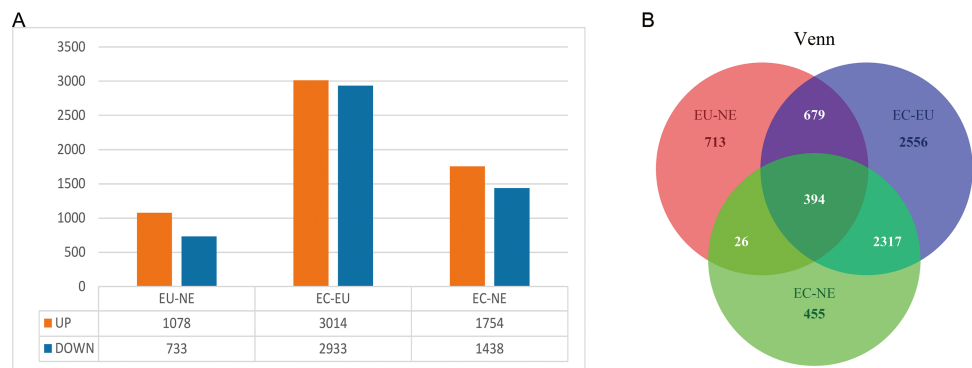 A
3500
3000
2500
2000
1500
1000
500
0
EU-NE EC-EU EC-NE
UP 1078 3014 1754
DOWN 733 2933 1438
B
Venn
EU-NE
713
679
EC-EU
2556
394
26
2317
EC-NE
455